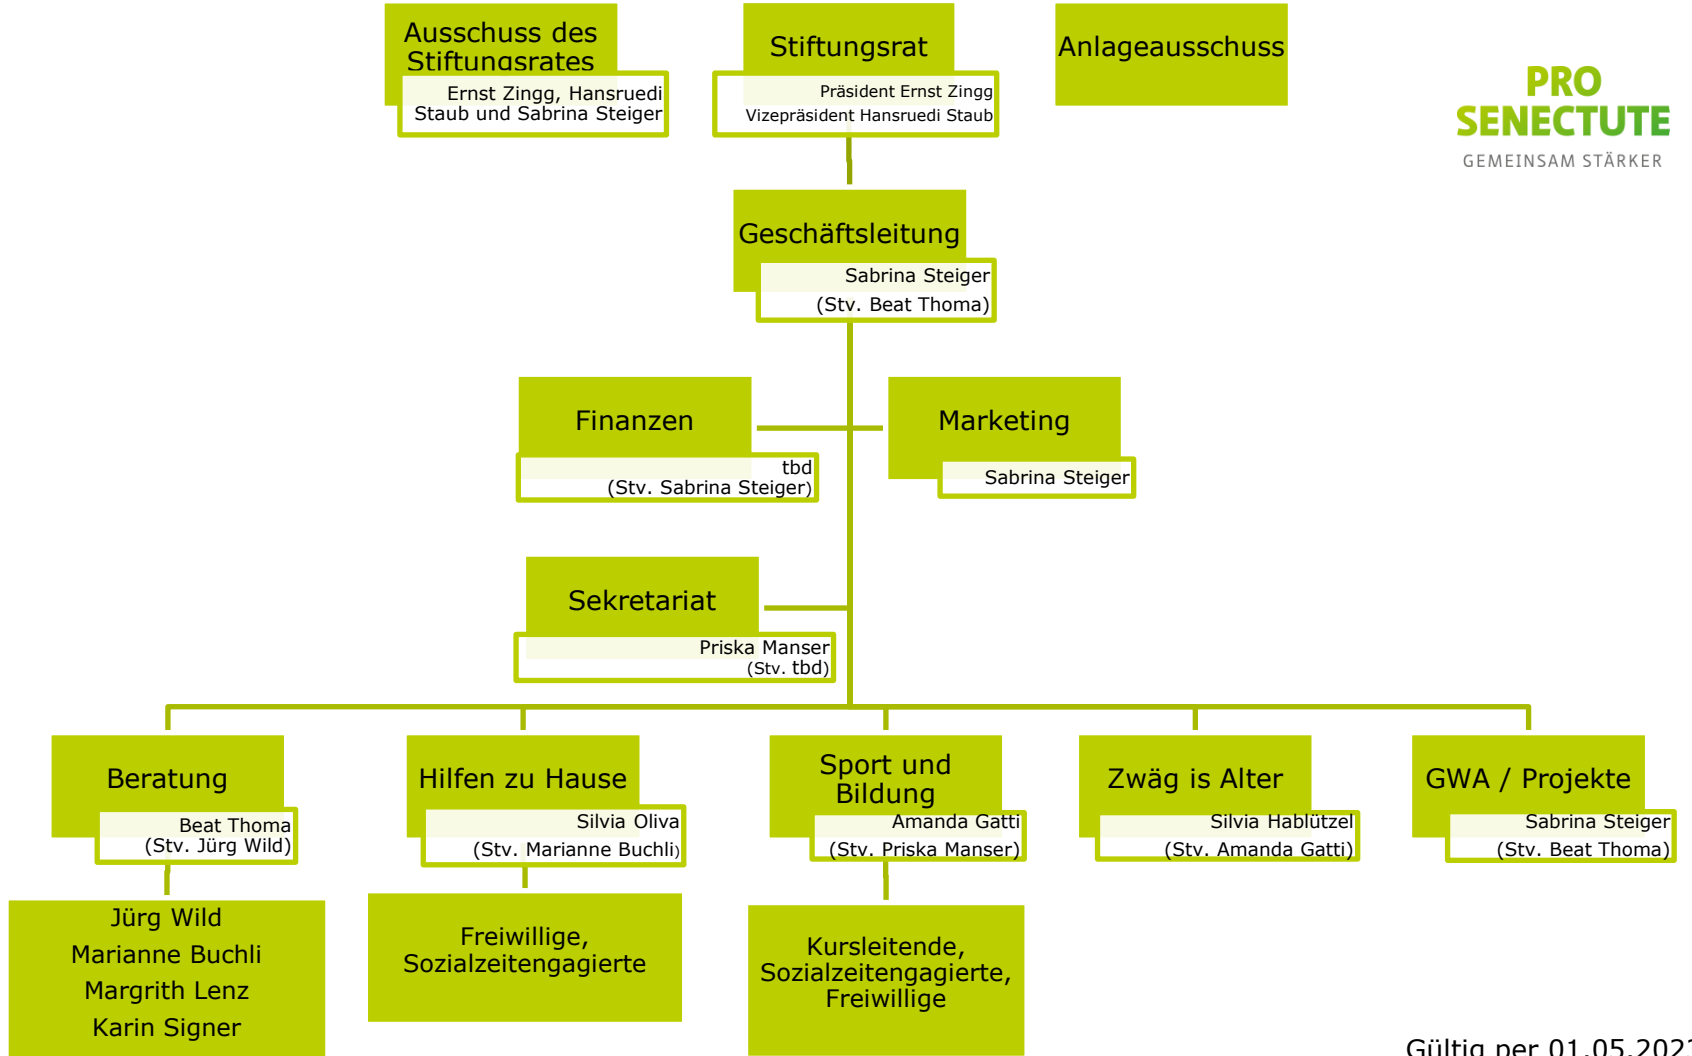 Ausschuss des
Stiftungsrates
Ernst Zingg, Hansruedi
Staub und Sabrina Steiger
Stiftungsrat
Präsident Ernst Zingg
Vizepräsident Hansruedi Staub
Anlageausschuss
PRO
SENECTUTE
GEMEINSAM STÄRKER
Geschäftsleitung
Sabrina Steiger
(Stv. Beat Thoma)
Finanzen
tbd
(Stv. Sabrina Steiger)
Marketing
Sabrina Steiger
Sekretariat
Priska Manser
(Stv. tbd)
Beratung
Beat Thoma
(Stv. Jürg Wild)
Hilfen zu Hause
Silvia Oliva
(Stv. Marianne Buchli)
Sport und
Bildung
Amanda Gatti
(Stv. Priska Manser)
Zwäg is Alter
Silvia Hablützel
(Stv. Amanda Gatti)
GWA / Projekte
Sabrina Steiger
(Stv. Beat Thoma)
Jürg Wild
Marianne Buchli
Margrith Lenz
Karin Signer
Freiwillige,
Sozialzeitengagierte
Kursleitende,
Sozialzeitengagierte,
Freiwillige
Gültig per